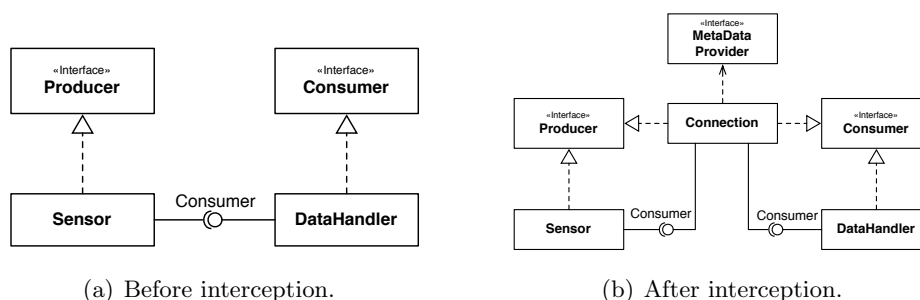 «Interface»
Producer
«Interface»
Consumer
Sensor
Consumer
DataHandler
(a) Before interception.
«Interface»
MetaData
Provider
«Interface»
Producer
Connection
«Interface»
Consumer
Sensor
Consumer
Consumer
DataHandler
(b) After interception.